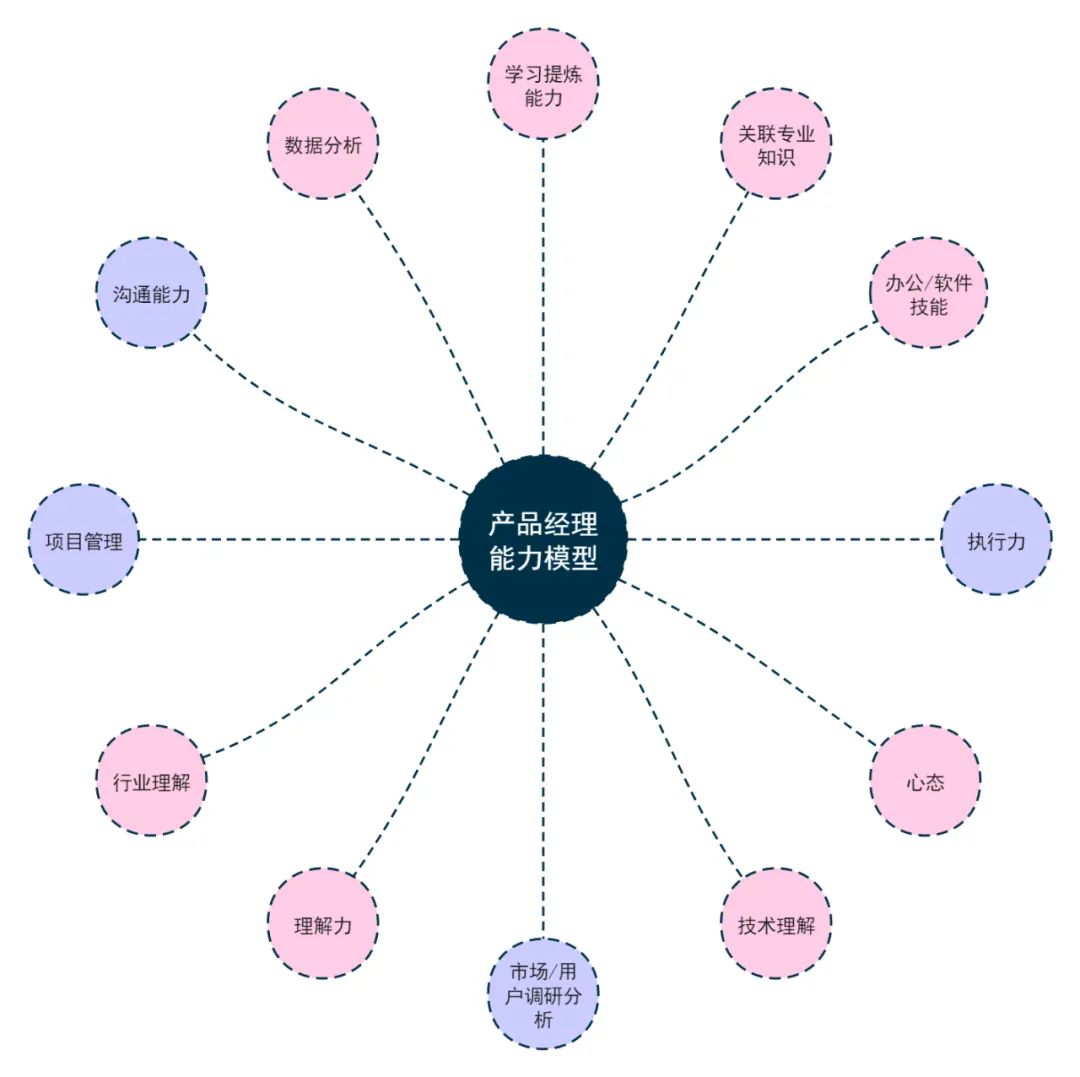 学习提炼
能力
数据分析
关联专业
知识
沟通能力
办公/软件
技能
产品经理
能力模型
项目管理
执行力
行业理解
心态
理解力
技术理解
市场/用
户调研分
析